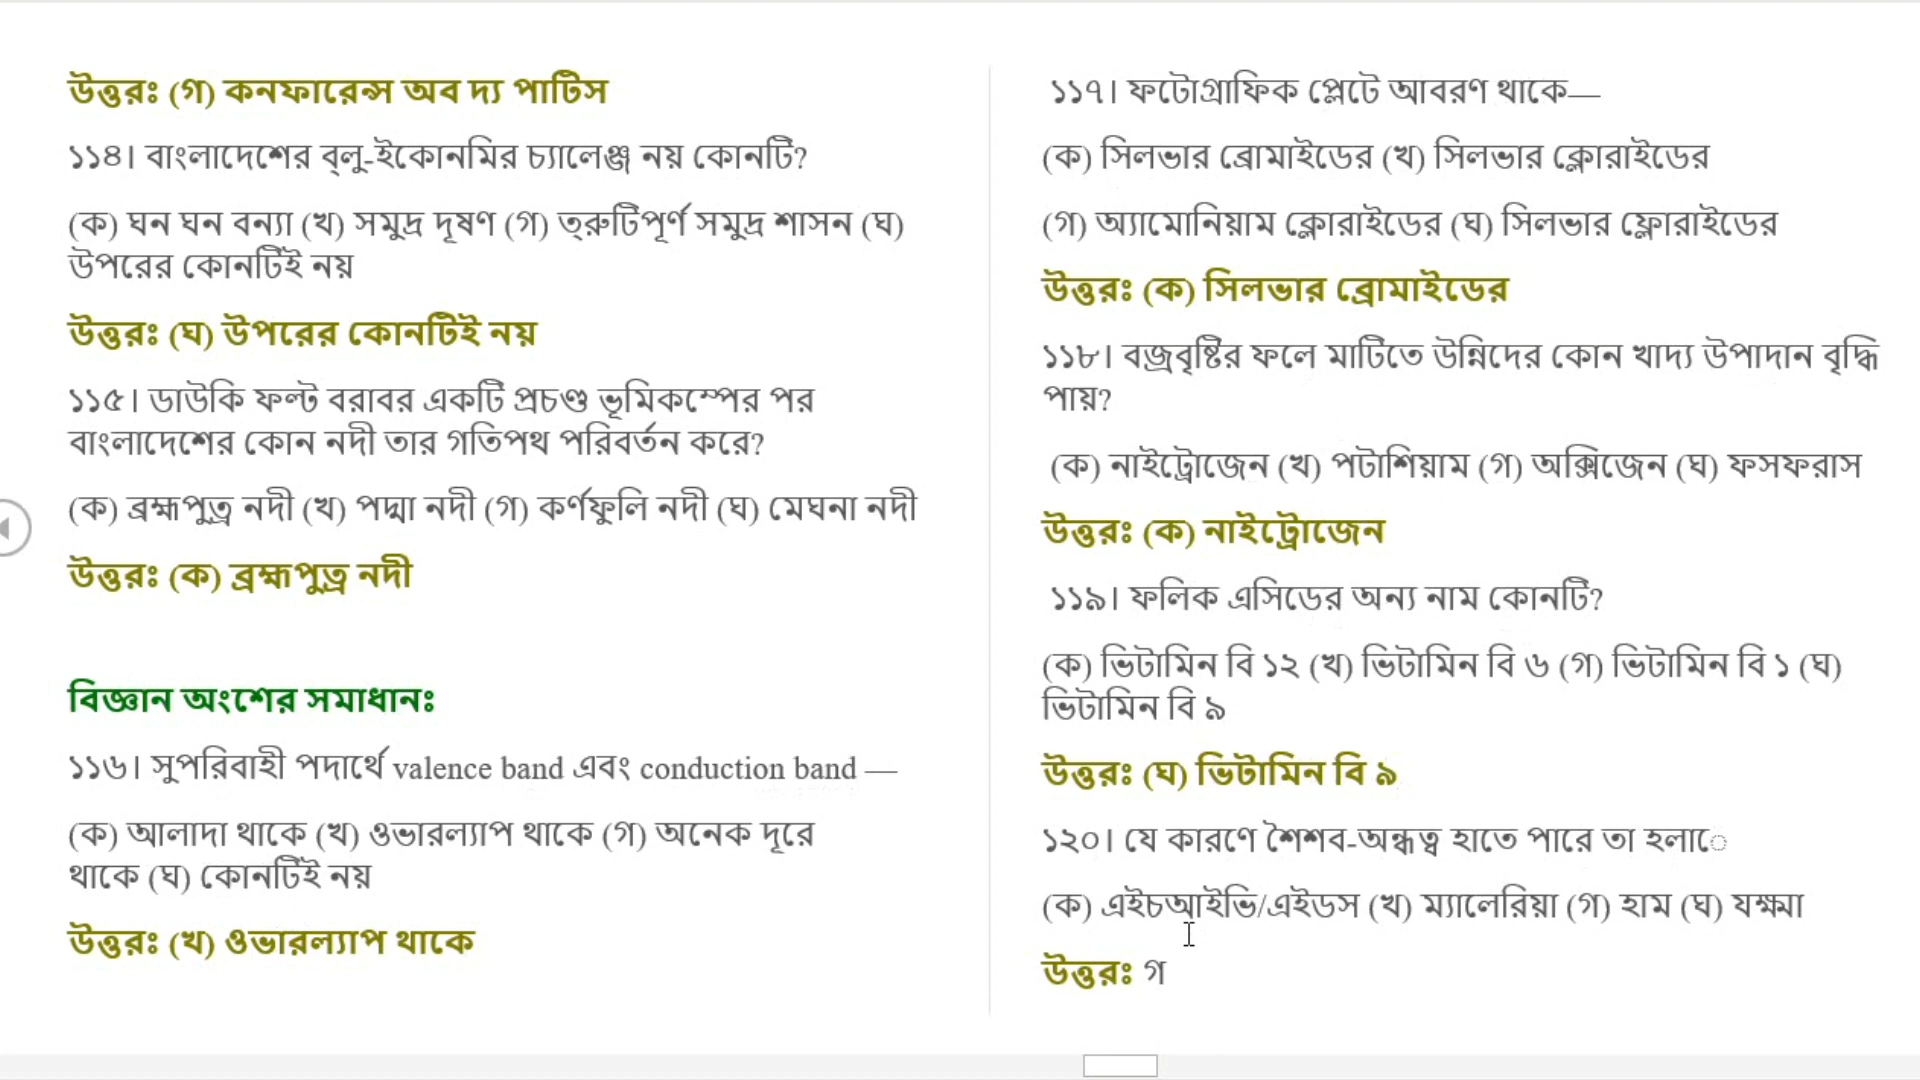 উত্তরঃ (গ) কনফারেন্স অব দ্য পাটিস
১১৪। বাংলাদেশের ব্লু-ইকোনমির চ্যালেঞ্জ নয় কোনটি?
(ক) ঘন ঘন বন্যা (খ) সমুদ্র দূষণ (গ) ত্রুটিপূর্ণ সমুদ্র শাসন (ঘ)
উপরের কোনটিই নয়
উত্তরঃ (ঘ) উপরের কোনটিই নয়
১১৫। ডাউকি ফল্ট বরাবর একটি প্রচণ্ড ভূমিকম্পের পর
বাংলাদেশের কোন নদী তার গতিপথ পরিবর্তন করে?
(ক) ব্রহ্মপুত্র নদী (খ) পদ্মা নদী (গ) কর্ণফুলি নদী (ঘ) মেঘনা নদী
উত্তরঃ (ক) ব্রহ্মপুত্র নদী
বিজ্ঞান অংশের সমাধানঃ
১১৬। সুপরিবাহী পদার্থে valence band এবং conduction band —
(ক) আলাদা থাকে (খ) ওভারল্যাপ থাকে (গ) অনেক দূরে
থাকে (ঘ) কোনটিই নয়
উত্তরঃ (খ) ওভারল্যাপ থাকে
১১৭। ফটোগ্রাফিক প্লেটে আবরণ থাকে—
(ক) সিলভার ব্রোমাইডের (খ) সিলভার ক্লোরাইডের
(গ) অ্যামোনিয়াম ক্লোরাইডের (ঘ) সিলভার ফ্লোরাইডের
উত্তরঃ (ক) সিলভার ব্রোমাইডের
১১৮। বজ্রবৃষ্টির ফলে মাটিতে উন্নিদের কোন খাদ্য উপাদান বৃদ্ধি
পায়?
(ক) নাইট্রোজেন (খ) পটাশিয়াম (গ) অক্সিজেন (ঘ) ফসফরাস
উত্তরঃ (ক) নাইট্রোজেন
১১৯। ফলিক এসিডের অন্য নাম কোনটি?
(ক) ভিটামিন বি ১২ (খ) ভিটামিন বি ৬ (গ) ভিটামিন বি ১ (ঘ)
ভিটামিন বি ৯
উত্তরঃ (ঘ) ভিটামিন বি ৯
১২০। যে কারণে শৈশব-অন্ধত্ব হাতে পারে তা হলাে
(ক) এইচআইভি/এইডস (খ) ম্যালেরিয়া (গ) হাম (ঘ) যক্ষ্মা
উত্তরঃ গ